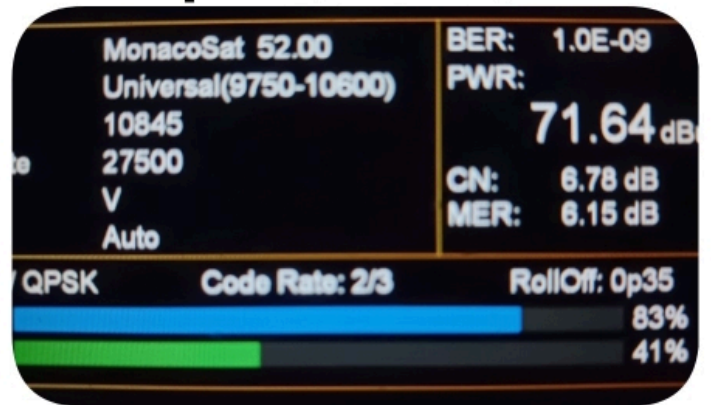 MonacoSat 52.00
Universal(9750-10600)
10845
27500
V
Auto
BER: 1.0E-09
PWR:
71.64
CN: 6.78 dB
MER: 6.15 dB
QPSK Code Rate: 2/3 RollOff: 0p35
83%
41%